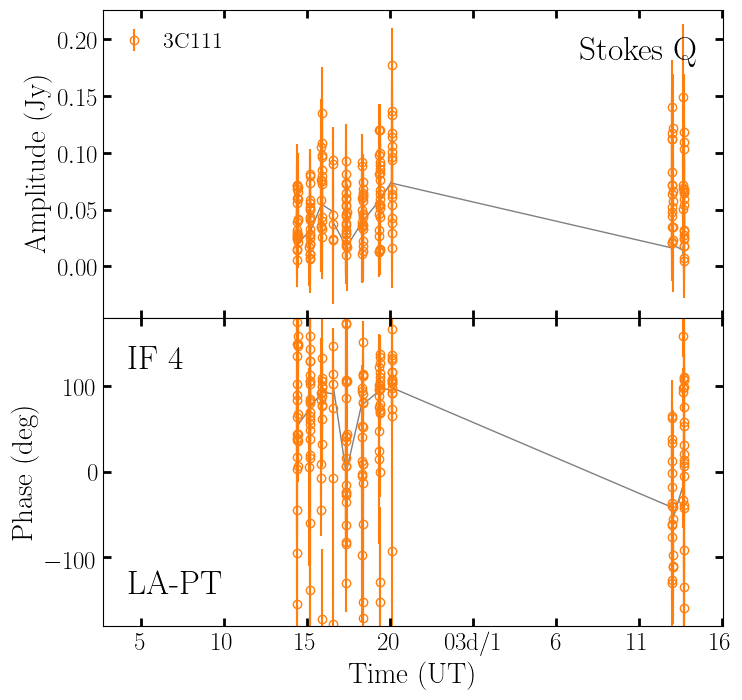 3C111
Stokes Q
0.20
0.15
0.10
0.05
0.00
Amplitude (Jy)
IF 4
100
0
−100
Phase (deg)
LA-PT
5 10 15 20 03d/1 6 11 16
Time (UT)